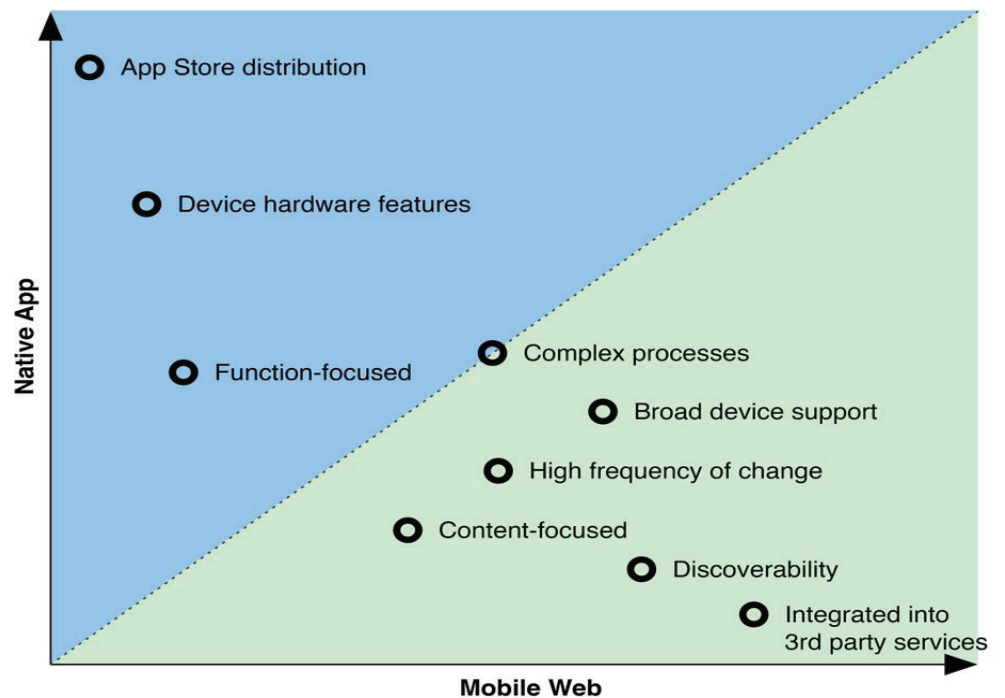 App Store distribution
Device hardware features
Native App
Complex processes
Function-focused
Broad device support
High frequency of change
Content-focused
Discoverability
Integrated into
3rd party services
Mobile Web